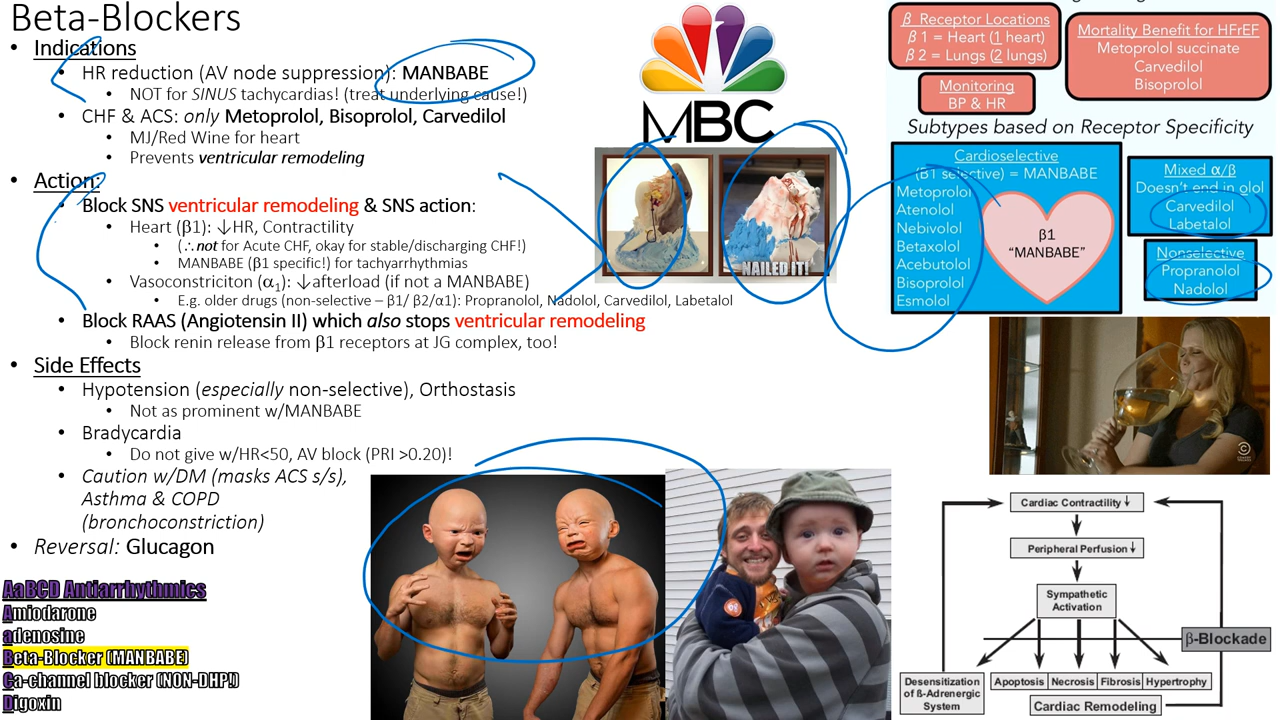 Beta-Blockers
• Indications
• HR reduction (AV node suppression): MANBABE
• NOT for SINUS tachycardias! (treat underlying cause!)
• CHF & ACS: only Metoprolol, Bisoprolol, Carvedilol
• MJ/Red Wine for heart
• Prevents ventricular remodeling
• Action:
• Block SNS ventricular remodeling & SNS action:
• Heart (β1): ↓HR, Contractility
• (∴not for Acute CHF, okay for stable/discharging CHF!)
• MANBABE (β1 specific!) for tachyarrhythmias
• Vasoconstriciton (α₁): ↓afterload (if not a MANBABE)
• E.g. older drugs (non-selective – β1/ β2/α1): Propranolol, Nadolol, Carvedilol, Labetalol
• Block RAAS (Angiotensin II) which also stops ventricular remodeling
• Block renin release from β1 receptors at JG complex, too!
• Side Effects
• Hypotension (especially non-selective), Orthostasis
• Not as prominent w/MANBABE
• Bradycardia
• Do not give w/HR<50, AV block (PRI >0.20)!
• Caution w/DM (masks ACS s/s),
Asthma & COPD
(bronchoconstriction)
• Reversal: Glucagon
AaBCD Antiarrhythmics
Amiodarone
adenosine
Beta-Blocker (MANBABE)
Ca-channel blocker (NON-DHP!)
Digoxin
MBC
NAILED IT!
β Receptor Locations
β 1 = Heart (1 heart)
β 2 = Lungs (2 lungs)
Monitoring
BP & HR
Mortality Benefit for HFrEF
Metoprolol succinate
Carvedilol
Bisoprolol
Subtypes based on Receptor Specificity
Cardioselective
(B1 selective) = MANBABE
Metoprolol
Atenolol
Nebivolol
Betaxolol
Acebutolol
Bisoprolol
Esmolol
β1
“MANBABE”
Mixed α/β
Doesn't end in olol
Carvedilol
Labetalol
Nonselective
Propranolol
Nadolol
Cardiac Contractility ↓
Peripheral Perfusion ↓
Sympathetic
Activation
β-Blockade
Desensitization
of ß-Adrenergic
System
Apoptosis
Necrosis
Fibrosis
Hypertrophy
Cardiac Remodeling